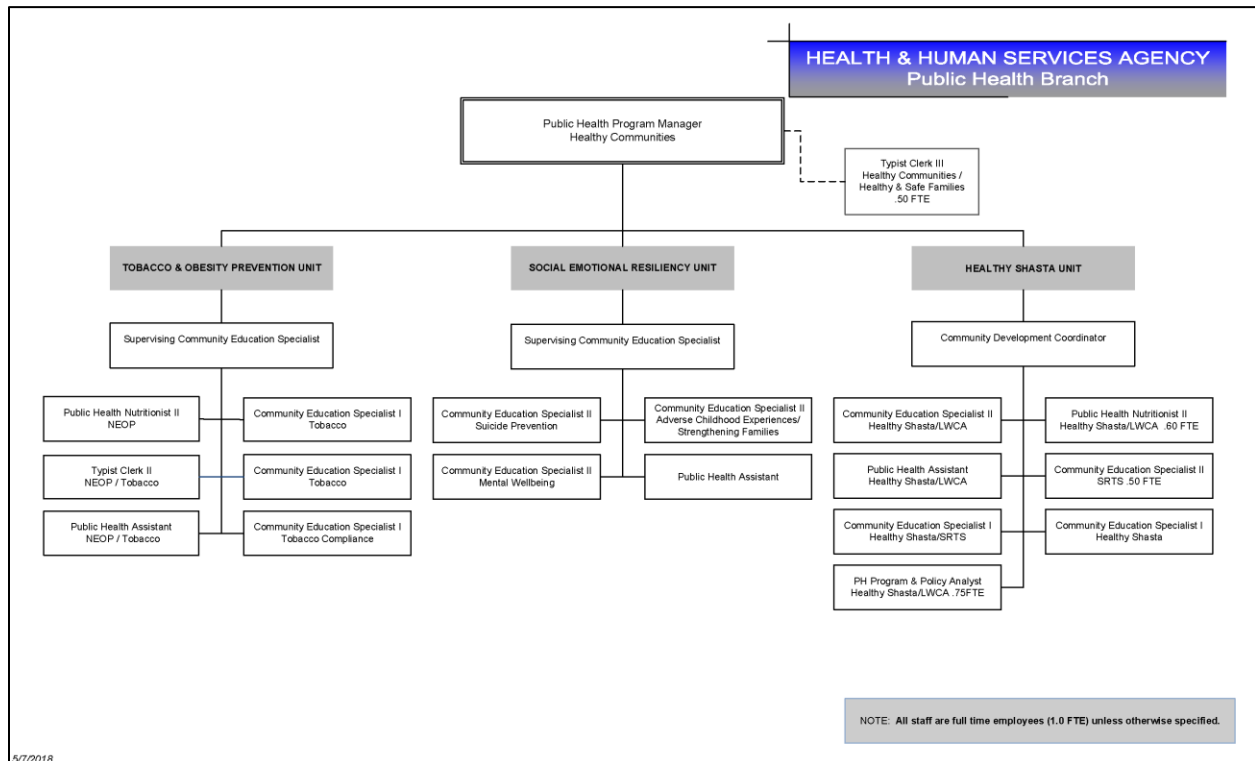 HEALTH & HUMAN SERVICES AGENCY
Public Health Branch
Public Health Program Manager
Healthy Communities
Typist Clerk III
Healthy Communities /
Healthy & Safe Families
.50 FTE
TOBACCO & OBESITY PREVENTION UNIT
SOCIAL EMOTIONAL RESILIENCY UNIT
HEALTHY SHASTA UNIT
Supervising Community Education Specialist
Supervising Community Education Specialist
Community Development Coordinator
Public Health Nutritionist II
NEOP
Community Education Specialist I
Tobacco
Typist Clerk II
NEOP / Tobacco
Community Education Specialist I
Tobacco
Public Health Assistant
NEOP / Tobacco
Community Education Specialist I
Tobacco Compliance
Community Education Specialist II
Suicide Prevention
Community Education Specialist II
Adverse Childhood Experiences/
Strengthening Families
Community Education Specialist II
Mental Wellbeing
Public Health Assistant
Community Education Specialist II
Healthy Shasta/LWCA
Public Health Nutritionist II
Healthy Shasta/LWCA .60 FTE
Public Health Assistant
Healthy Shasta/LWCA
Community Education Specialist II
SRTS .50 FTE
Community Education Specialist I
Healthy Shasta/SRTS
Community Education Specialist I
Healthy Shasta
PH Program & Policy Analyst
Healthy Shasta/LWCA .75FTE
NOTE: All staff are full time employees (1.0 FTE) unless otherwise specified.
5/7/2018